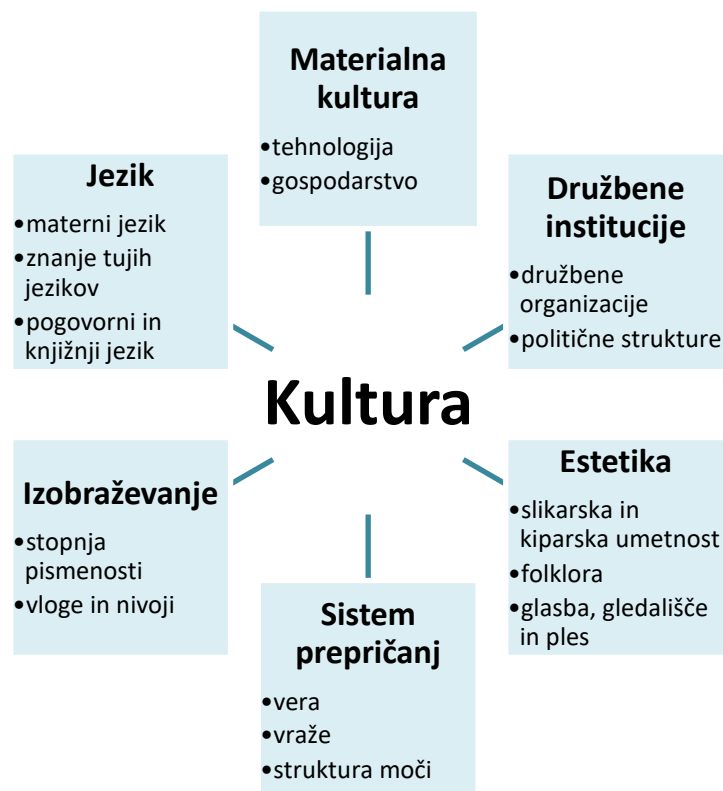 Materialna
kultura
•tehnologija
•gospodarstvo
Jezik
•materni jezik
•znanje tujih
jezikov
•pogovorni in
knjižnji jezik
Družbene
institucije
•družbene
organizacije
•politične strukture
Kultura
Izobraževanje
•stopnja
pismenosti
•vloge in nivoji
Estetika
•slikarska in
kiparska umetnost
•folklora
•glasba, gledališče
in ples
Sistem
prepričanj
•vera
•vraže
•struktura moči